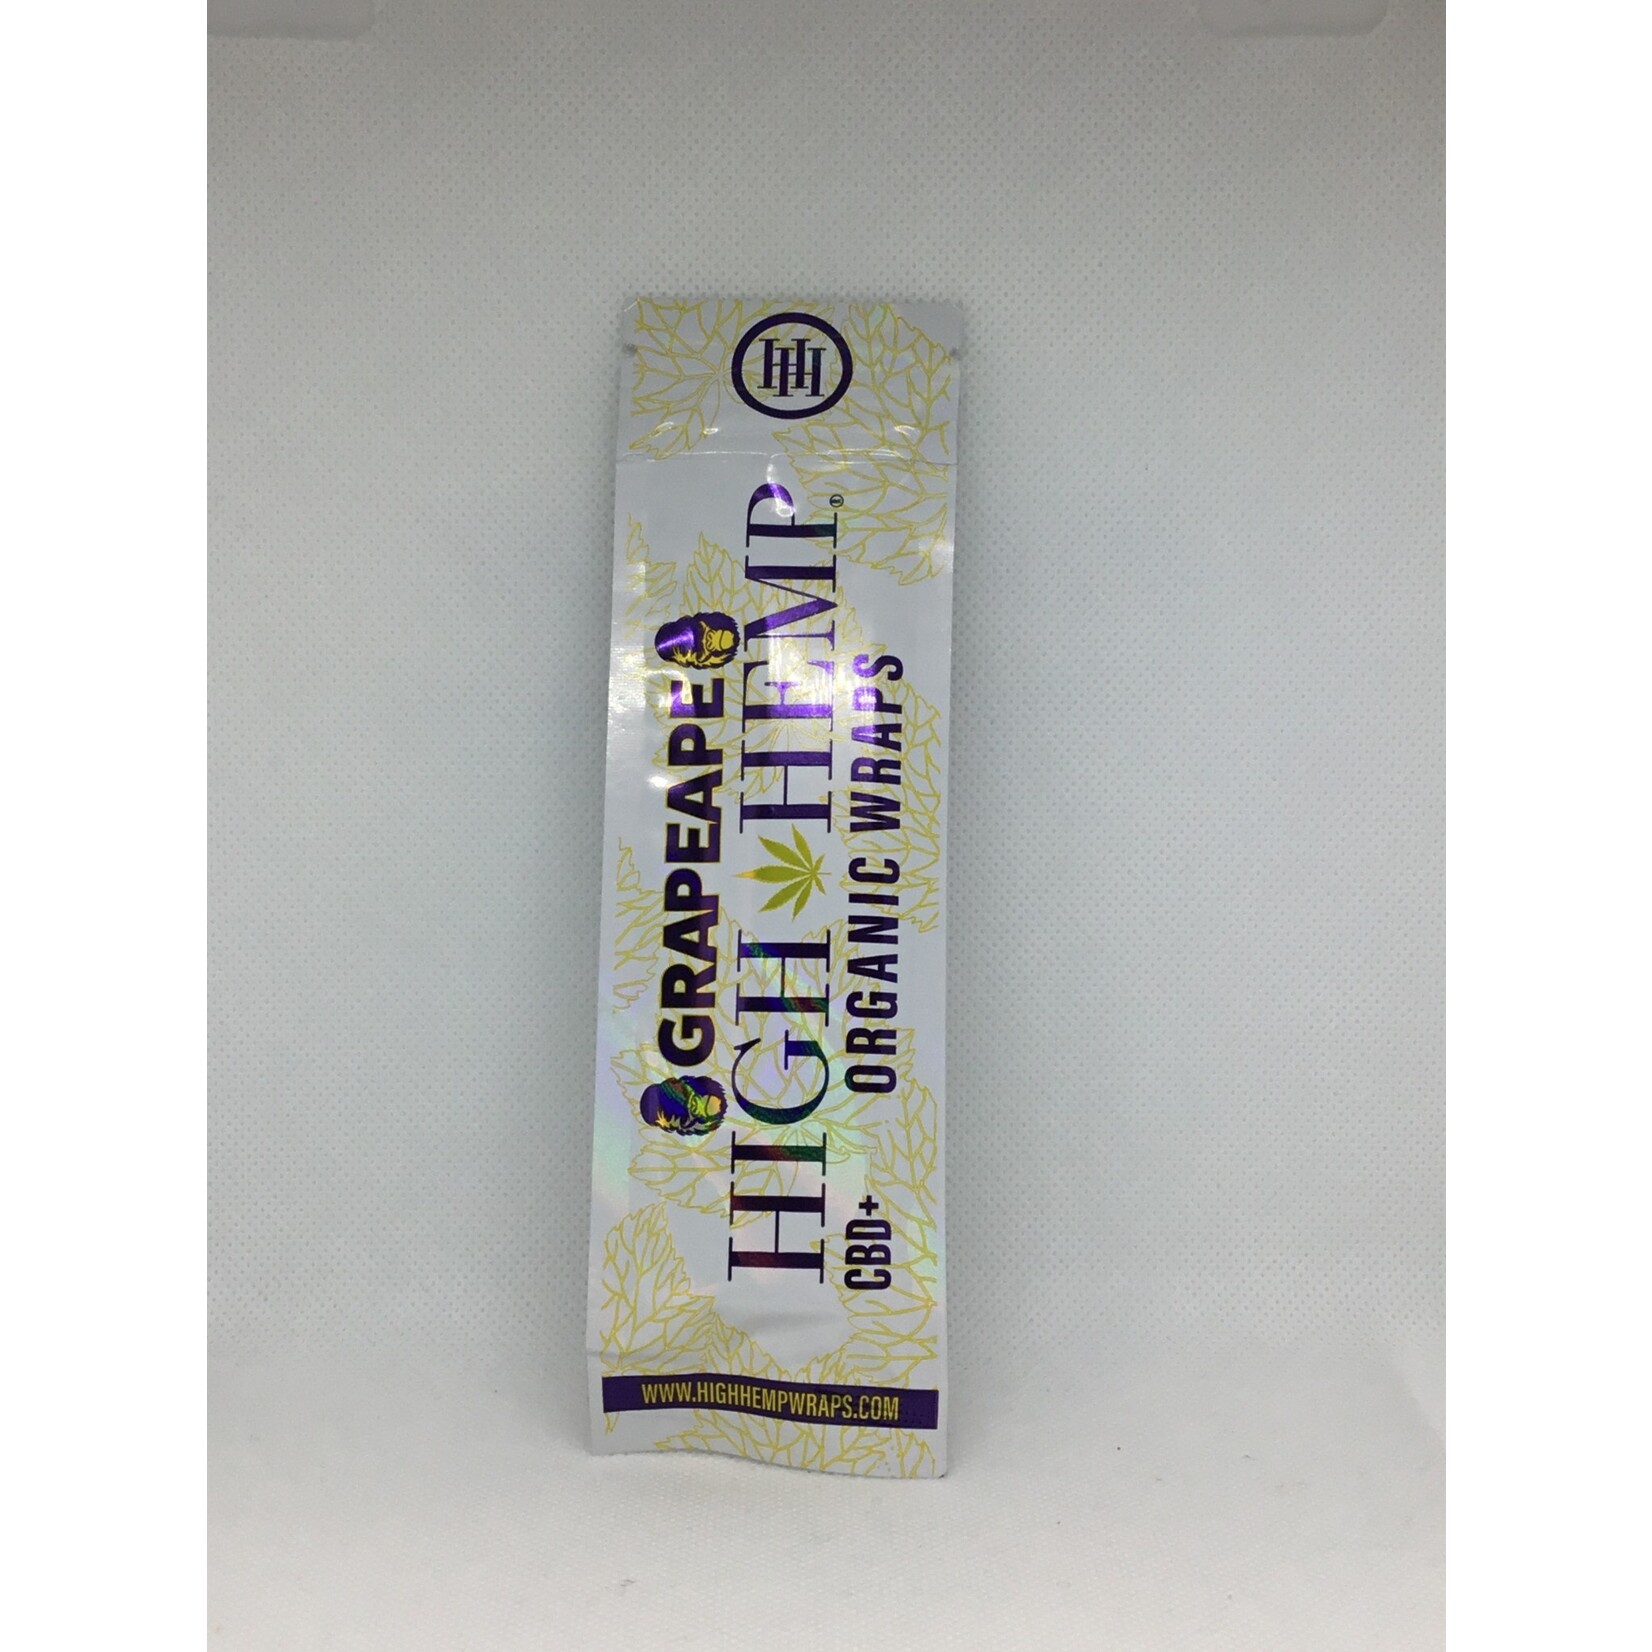 HH
GRAPEAPE
HIGH HEMP
CBD+ ORGANIC WRAPS
WWW.HIGHHEMPWRAPS.COM